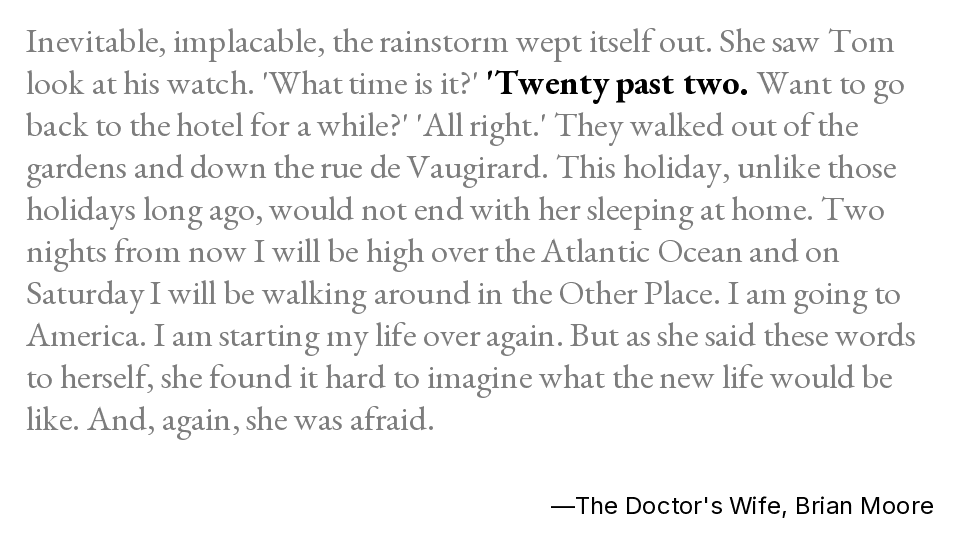 Inevitable, implacable, the rainstorm wept itself out. She saw Tom
look at his watch. 'What time is it?' 'Twenty past two. Want to go
back to the hotel for a while?' 'All right.' They walked out of the
gardens and down the rue de Vaugirard. This holiday, unlike those
holidays long ago, would not end with her sleeping at home. Two
nights from now I will be high over the Atlantic Ocean and on
Saturday I will be walking around in the Other Place. I am going to
America. I am starting my life over again. But as she said these words
to herself, she found it hard to imagine what the new life would be
like. And, again, she was afraid.
—The Doctor's Wife, Brian Moore